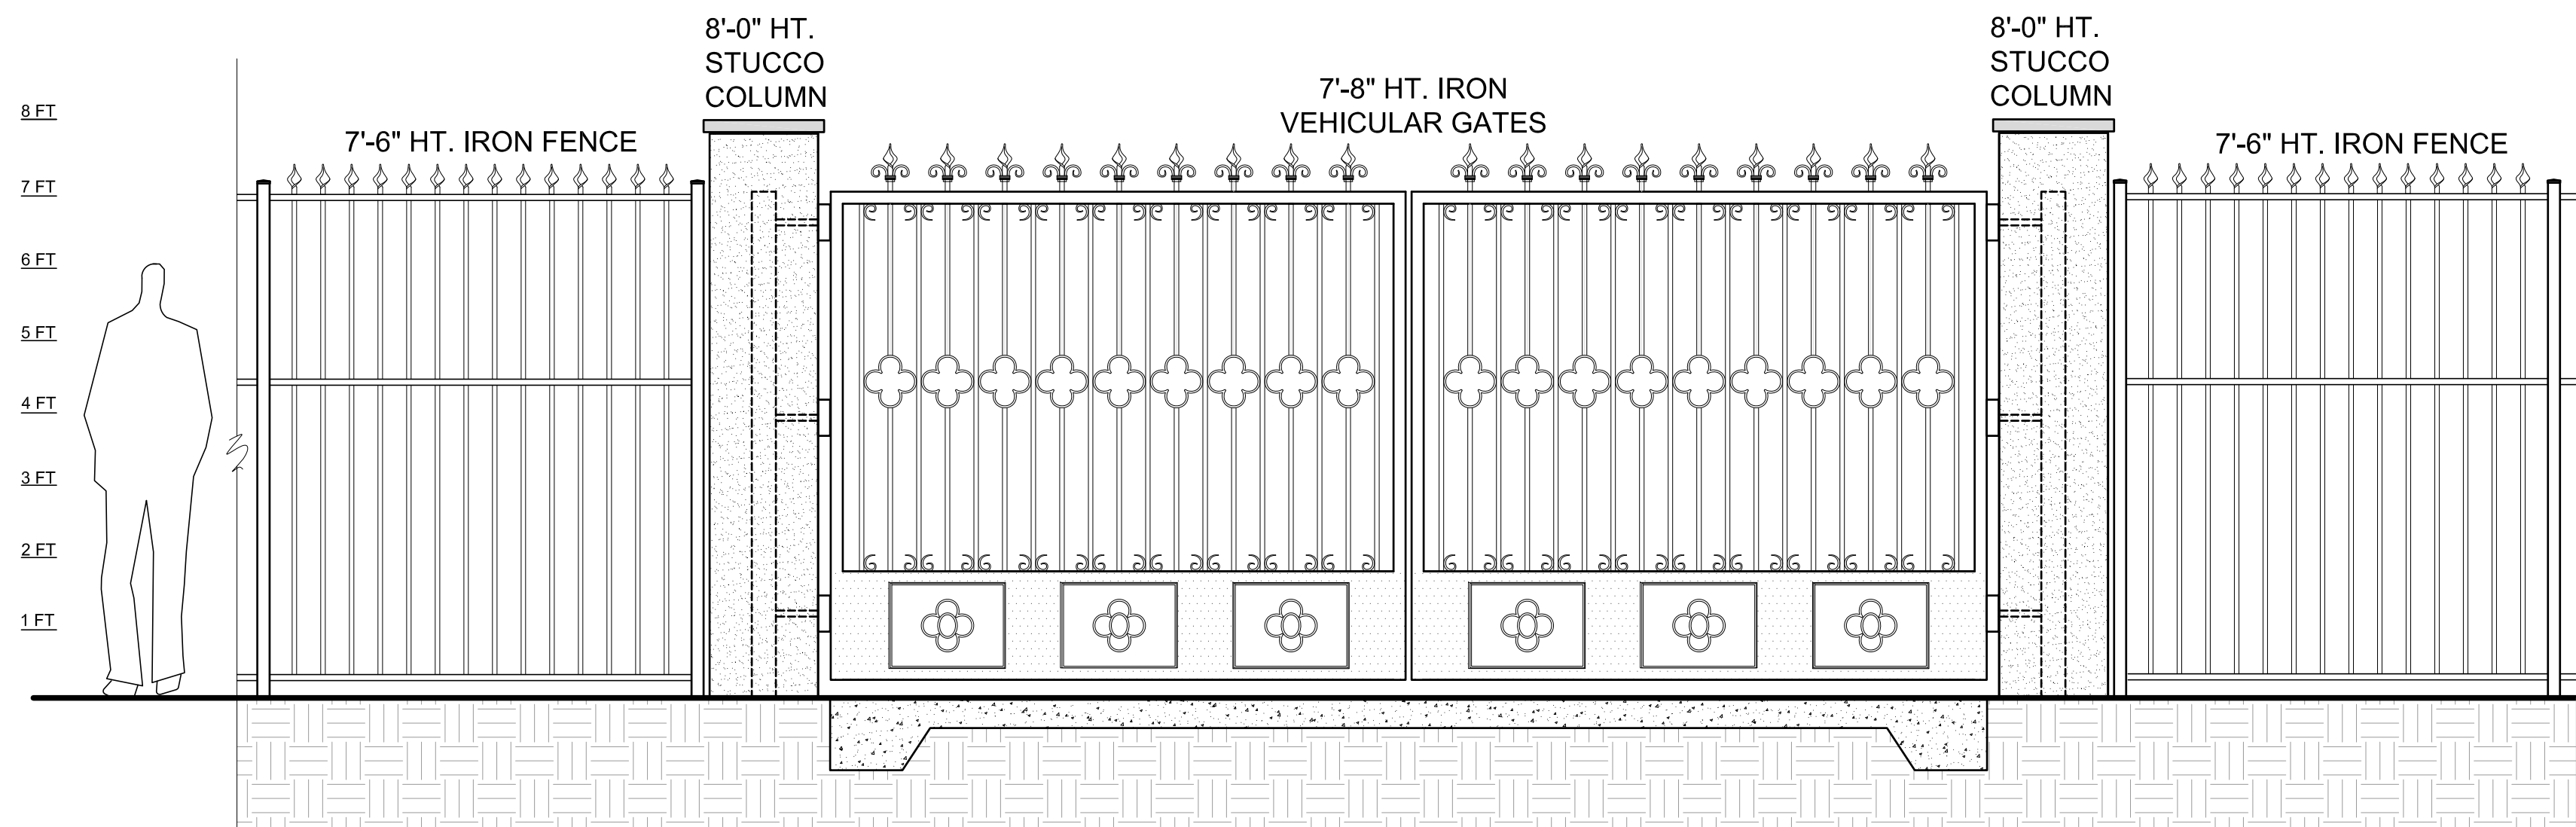 8'-0" HT.
STUCCO
COLUMN
8'-0" HT.
STUCCO
COLUMN
7'-8" HT. IRON
VEHICULAR GATES
7'-6" HT. IRON FENCE
7'-6" HT. IRON FENCE
8 FT
7 FT
6 FT
5 FT
4 FT
3 FT
2 FT
1 FT